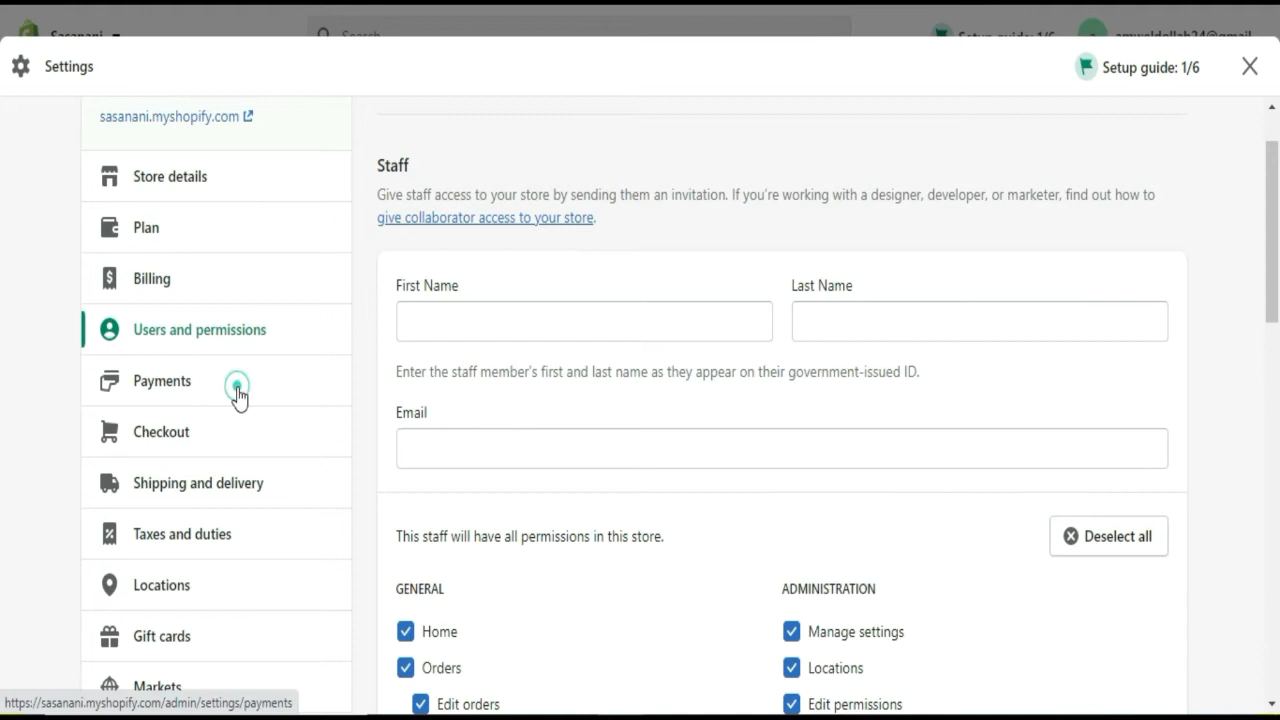 Sasanani
Search
Setup guide: 1/6
Settings
Setup guide: 1/6
sasanani.myshopify.com
Store details
Plan
Billing
Users and permissions
Payments
Checkout
Shipping and delivery
Taxes and duties
Locations
Gift cards
Markets
https://sasanani.myshopify.com/admin/settings/payments
Staff
Give staff access to your store by sending them an invitation. If you're working with a designer, developer, or marketer, find out how to
give collaborator access to your store.
First Name
Last Name
Enter the staff member's first and last name as they appear on their government-issued ID.
Email
This staff will have all permissions in this store.
Deselect all
GENERAL
ADMINISTRATION
Home
Manage settings
Orders
Locations
Edit orders
Edit permissions